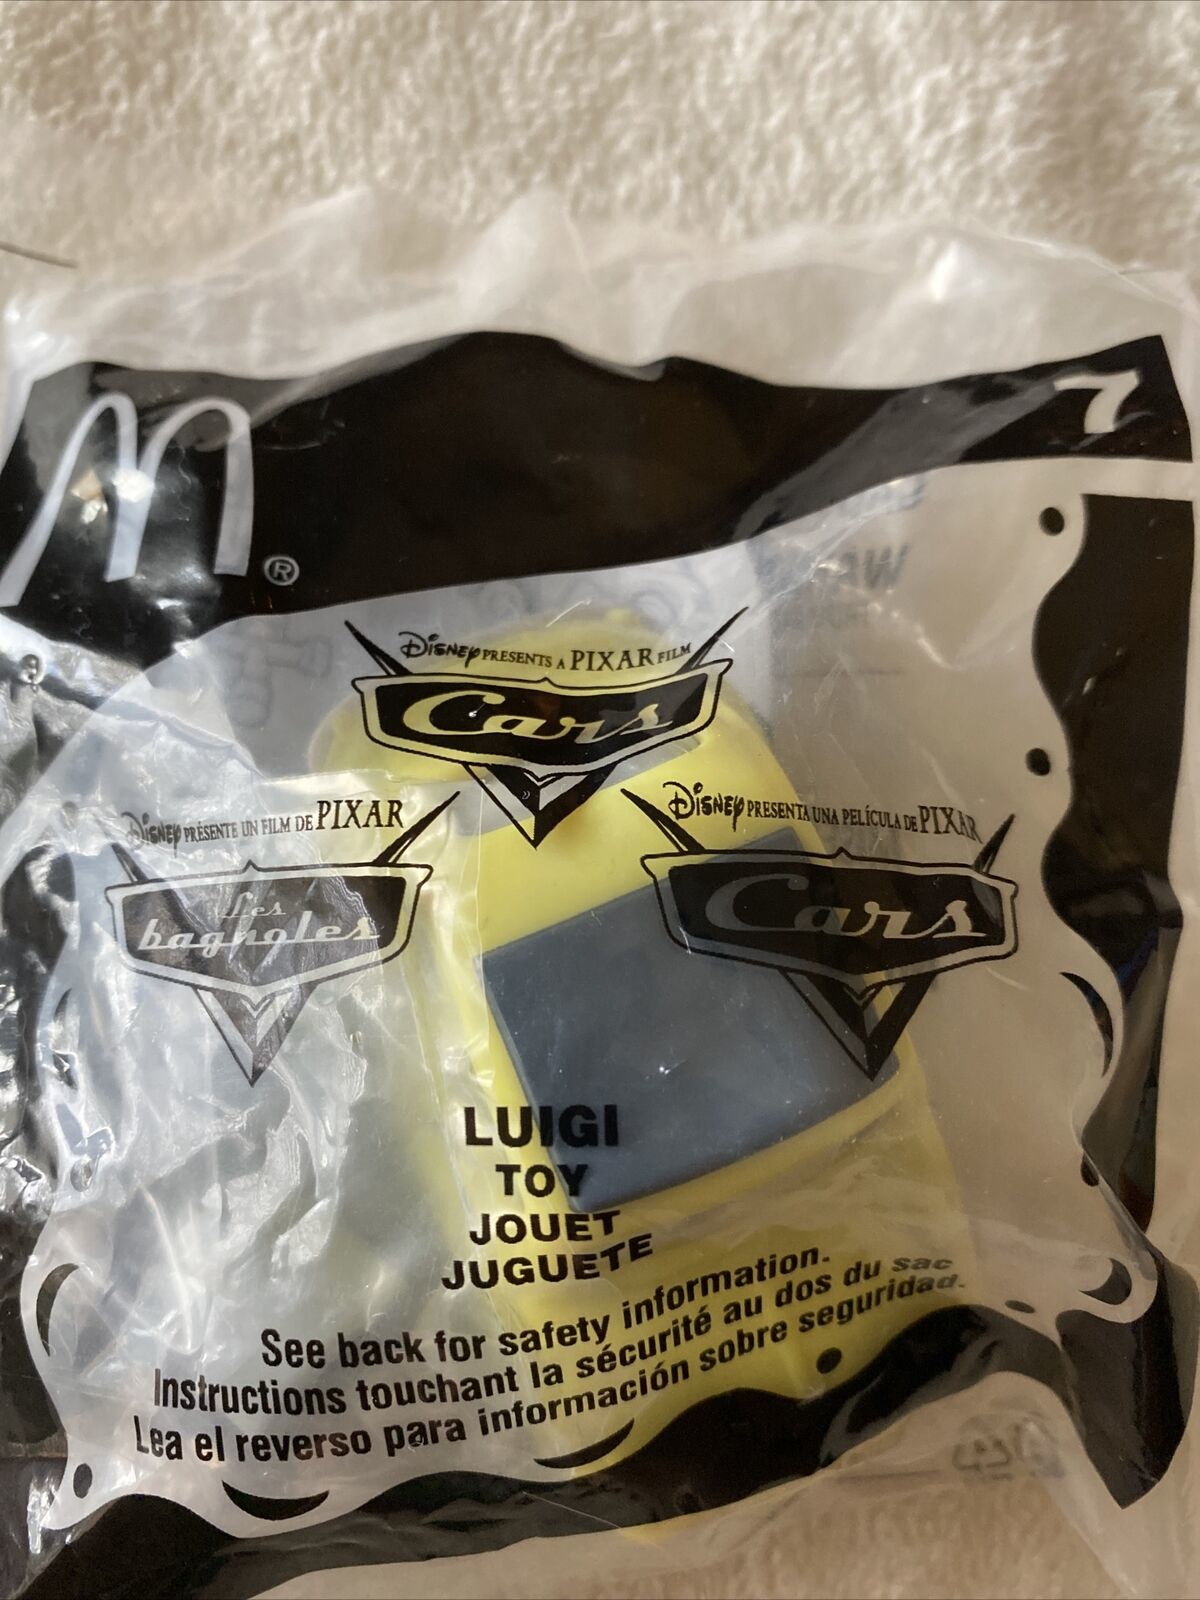 7
M
®
DISNEY PRESENTS A PIXAR FILM
Cars
DISNEY PRÉSENTE UN FILM DE PIXAR
Les
bagnoles
DISNEY PRESENTA UNA PELÍCULA DE PIXAR
Cars
LUIGI
TOY
JOUET
JUGUETE
See back for safety information.
Instructions touchant la sécurité au dos du sac
Lea el reverso para información sobre seguridad.